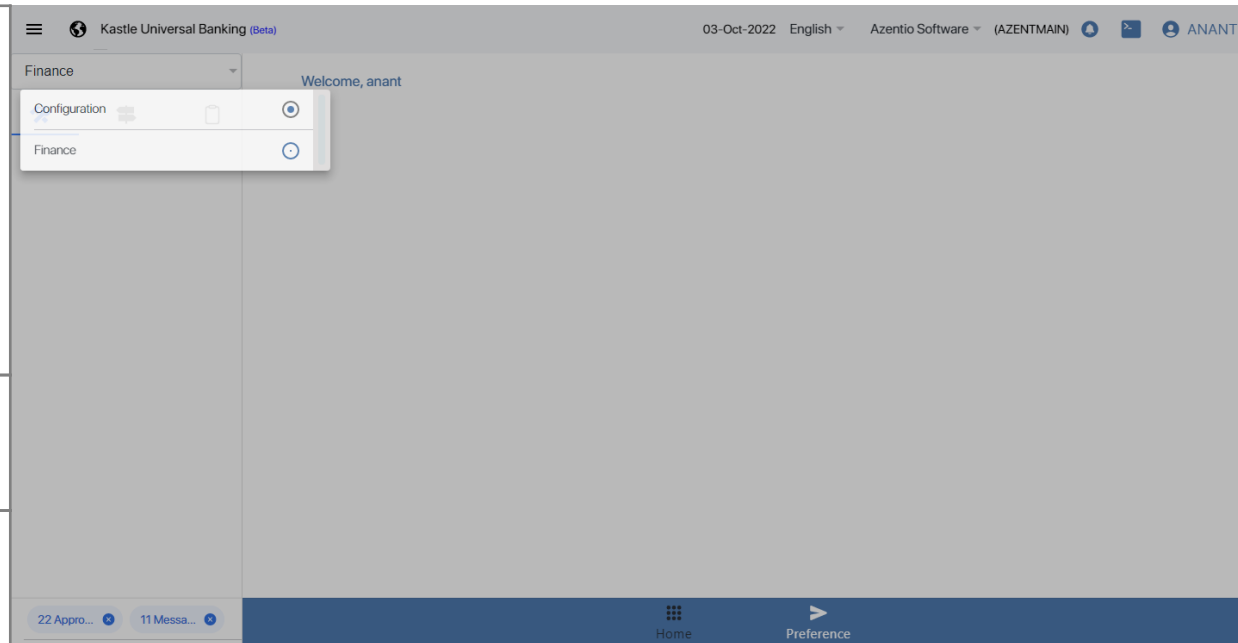 Kastle Universal Banking (Beta)
03-Oct-2022 English Azentio Software (AZENTMAIN) ANANT
Finance
Welcome, anant
Configuration
Finance
22 Appro... 11 Messa...
Home Preference